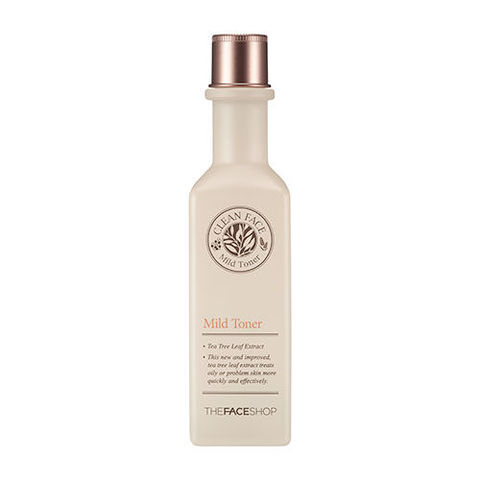 CLEAN FACE
Mild Toner
Mild Toner
• Tea Tree Leaf Extract
• This new and improved,
tea tree leaf extract treats
oily or problem skin more
quickly and effectively.
THEFACESHOP